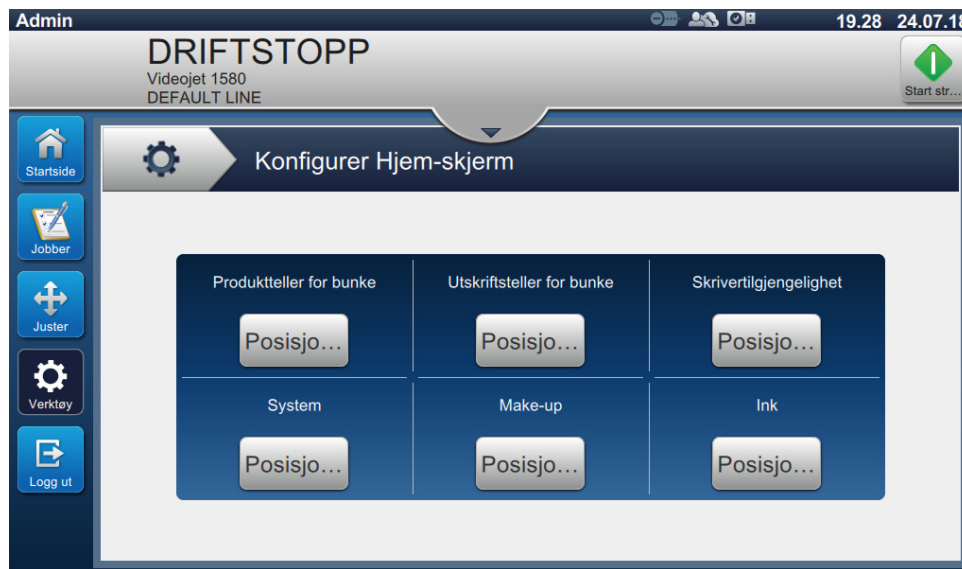 Admin
19.28 24.07.18
DRIFTSTOPP
Videojet 1580
DEFAULT LINE
Start str...
Konfigurer Hjem-skjerm
Startside
Jobber
Juster
Verktøy
Logg ut
Produktteller for bunke
Utskriftsteller for bunke
Skrivertilgjengelighet
Posisjo...
Posisjo...
Posisjo...
System
Make-up
Ink
Posisjo...
Posisjo...
Posisjo...